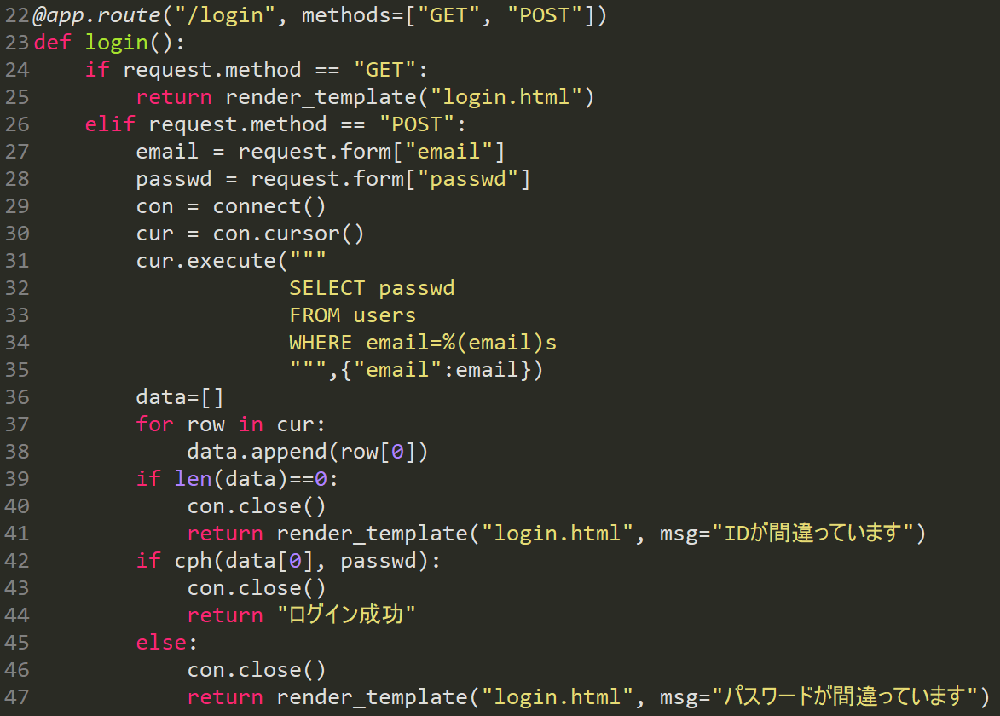 22@app.route("/login", methods=["GET", "POST"])
23def login():
24    if request.method == "GET":
25        return render_template("login.html")
26    elif request.method == "POST":
27        email = request.form["email"]
28        passwd = request.form["passwd"]
29        con = connect()
30        cur = con.cursor()
31        cur.execute("""
32                    SELECT passwd
33                    FROM users
34                    WHERE email=%(email)s
35                    """,{"email":email})
36        data=[]
37        for row in cur:
38            data.append(row[0])
39        if len(data)==0:
40            con.close()
41            return render_template("login.html", msg="IDが間違っています")
42        if cph(data[0], passwd):
43            con.close()
44            return "ログイン成功"
45        else:
46            con.close()
47            return render_template("login.html", msg="パスワードが間違っています")